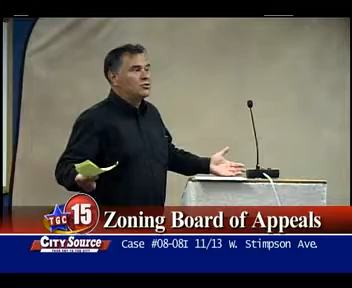 TGC
15
Zoning Board of Appeals
CITY SOURCE
Case #08-08I 11/13 W. Stimpson Ave.